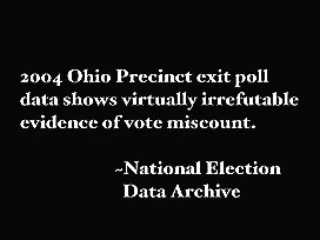 2004 Ohio Precinct exit poll
data shows virtually irrefutable
evidence of vote miscount.
~National Election
Data Archive